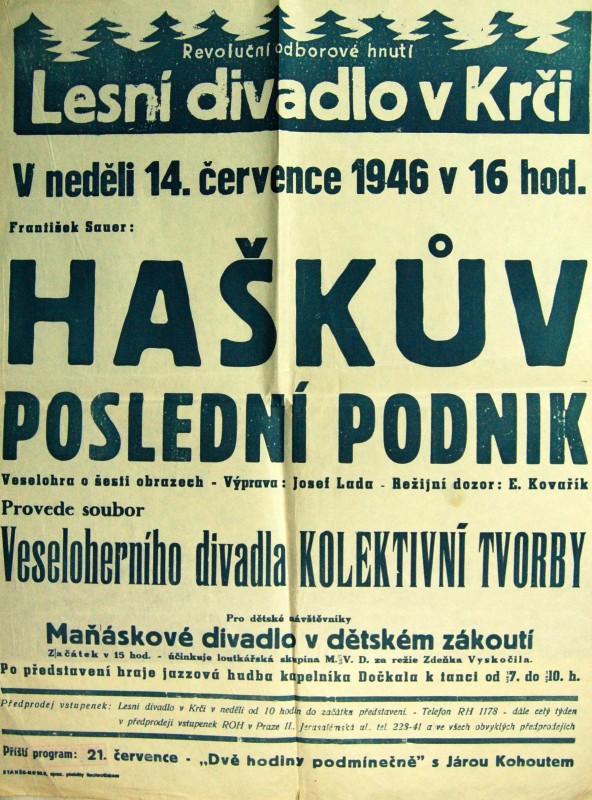 Revoluční odborové hnutí
Lesní divadlo v Krči
V neděli 14. července 1946 v 16 hod.
František Sauer:
HAŠKŮV
POSLEDNÍ PODNIK
Veselohra o šesti obrazech - Výprava: Josef Lada - Režijní dozor: E. Kovařík
Provede soubor
Veseloherního divadla KOLEKTIVNÍ TVORBY
Pro dětské návštěvníky
Maňáskové divadlo v dětském zákoutí
Začátek v 15 hod. - účinkuje loutkářská skupina M. V. D. za režie Zdeňka Vyskočila.
Po představení hraje jazzová hudba kapelníka Dočkala k tanci od ½7. do ½10. h.
Předprodej vstupenek: Lesní divadlo v Krči v neděli od 10 hodin do začátku představení. - Telefon RH 1178 - dále celý týden
v předprodeji vstupenek ROH v Praze II., Jerusalémská ul. tel. 228-41 a ve všech obvyklých předprodejích
Příští program: 21. července - „Dvě hodiny podmínečně" s Járou Kohoutem